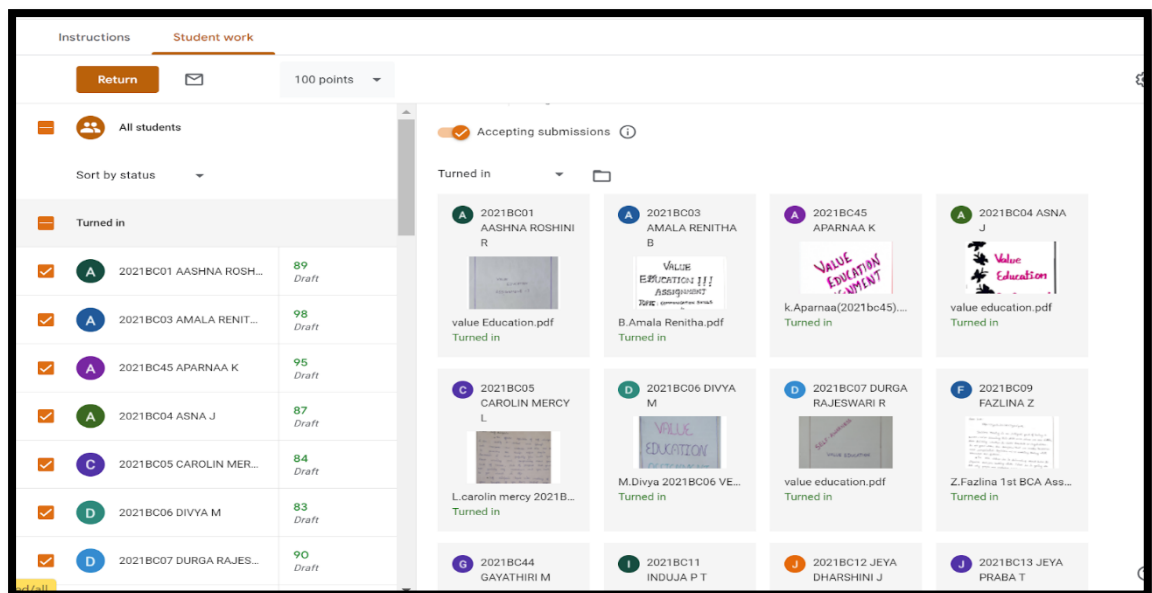 Instructions Student work
Return 100 points
All students
Sort by status
Turned in
A 2021BC01 AASHNA ROSH... 89
Draft
A 2021BC03 AMALA RENIT... 98
Draft
A 2021BC45 APARNAA K 95
Draft
A 2021BC04 ASNA J 87
Draft
C 2021BC05 CAROLIN MER... 84
Draft
D 2021BC06 DIVYA M 83
Draft
D 2021BC07 DURGA RAJES... 90
Draft
ed/all
Accepting submissions
Turned in
A 2021BC01
AASHNA ROSHINI
R
value Education.pdf
Turned in
A 2021BC03
AMALA RENITHA
B
VALUE
EDUCATION !!!
ASSIGNMENT
B.Amala Renitha.pdf
Turned in
A 2021BC45
APARNAA K
VALUE
EDUCATION
k.Aparnaa(2021bc45)....
Turned in
A 2021BC04 ASNA
J
Value
Education
value education.pdf
Turned in
C 2021BC05
CAROLIN MERCY
L
L.carolin mercy 2021B...
Turned in
D 2021BC06 DIVYA
M
VALUE
EDUCATION
M.Divya 2021BC06 VE...
Turned in
D 2021BC07 DURGA
RAJESWARI R
VALUE EDUCATION
value education.pdf
Turned in
F 2021BC09
FAZLINA Z
Z.Fazlina 1st BCA Ass...
Turned in
G 2021BC44
GAYATHIRI M
I 2021BC11
INDUJA P T
J 2021BC12 JEYA
DHARSHINI J
J 2021BC13 JEYA
PRABA T